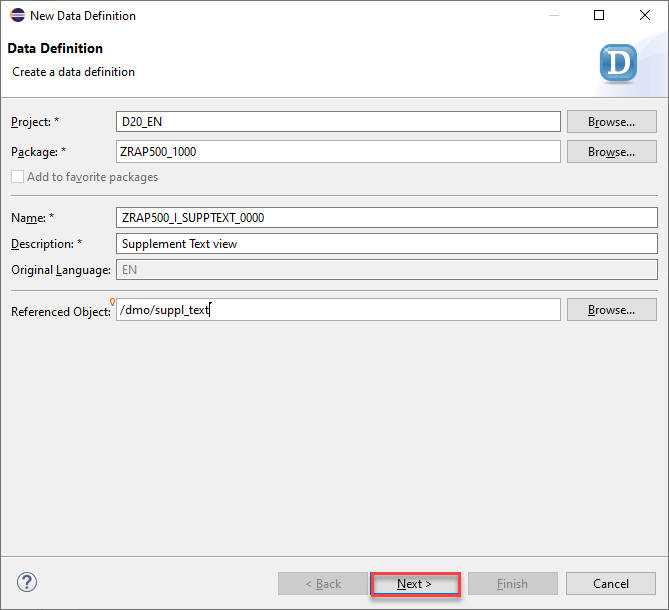 New Data Definition
Data Definition
Create a data definition
D
Project: * D20_EN Browse...
Package: * ZRAP500_1000 Browse...
Add to favorite packages
Name: * ZRAP500_I_SUPPTEXT_0000
Description: * Supplement Text view
Original Language: EN
Referenced Object: /dmo/suppl_text Browse...
? < Back Next > Finish Cancel